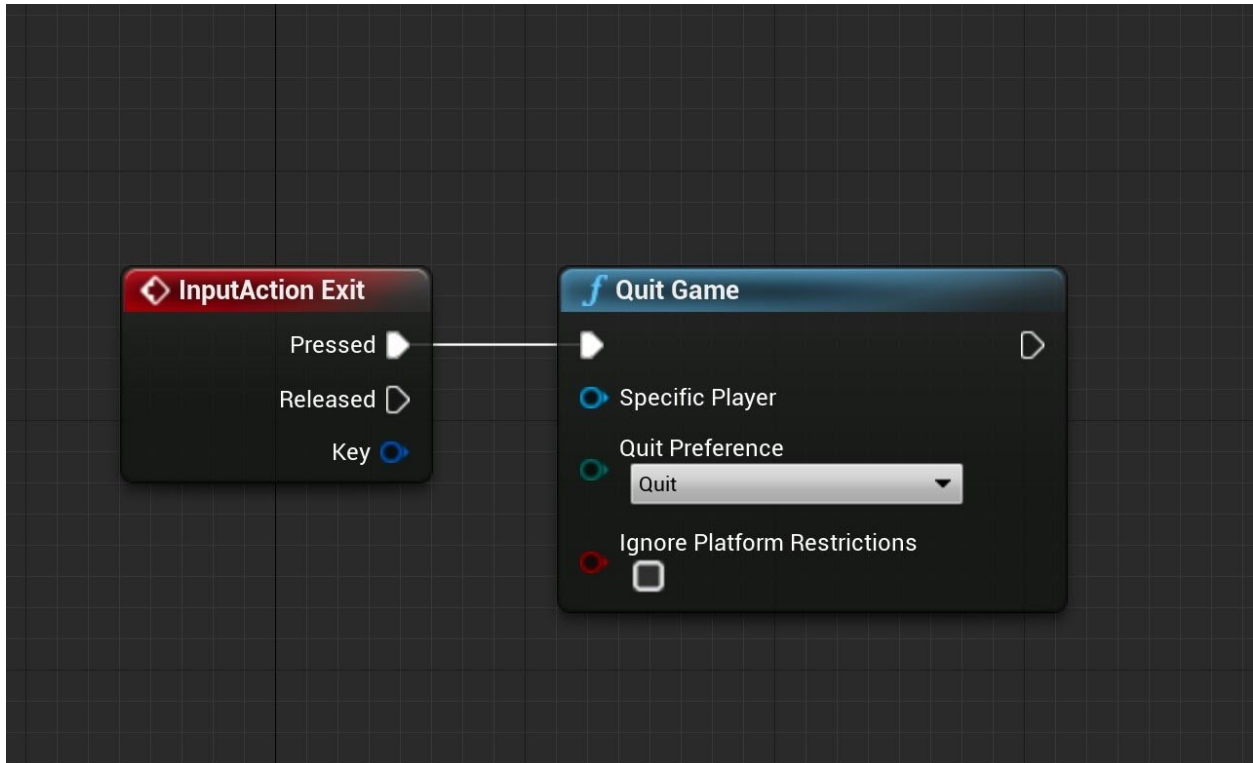 InputAction Exit
Pressed
Released
Key
Quit Game
Specific Player
Quit Preference
Quit
Ignore Platform Restrictions